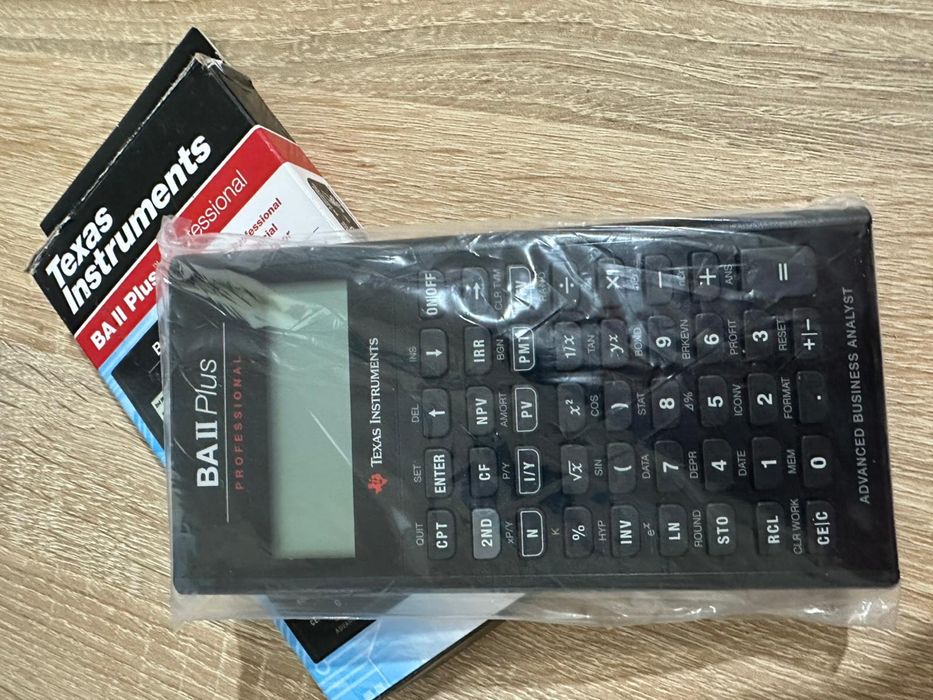 Texas
Instruments
BA II Plus™
essional
BA II Plus
PROFESSIONAL
TEXAS INSTRUMENTS
QUIT SET DEL INS
CPT ENTER ↑ ↓ ON/OFF
xP/Y P/Y AMORT BGN CLR TVM
2ND CF NPV IRR →
N I/Y PV PMT
K SIN COS TAN
% √x x² 1/x ÷
HYP DATA STAT BOND
INV ( ) yx ×
eX DEPR Δ% BRKEVN
LN 7 8 9 −
ROUND DATE ICONV PROFIT ANS
STO 4 5 6 +
RCL 1 2 3 =
CLR WORK MEM FORMAT RESET
CE|C 0 . +|−
ADVANCED BUSINESS ANALYST